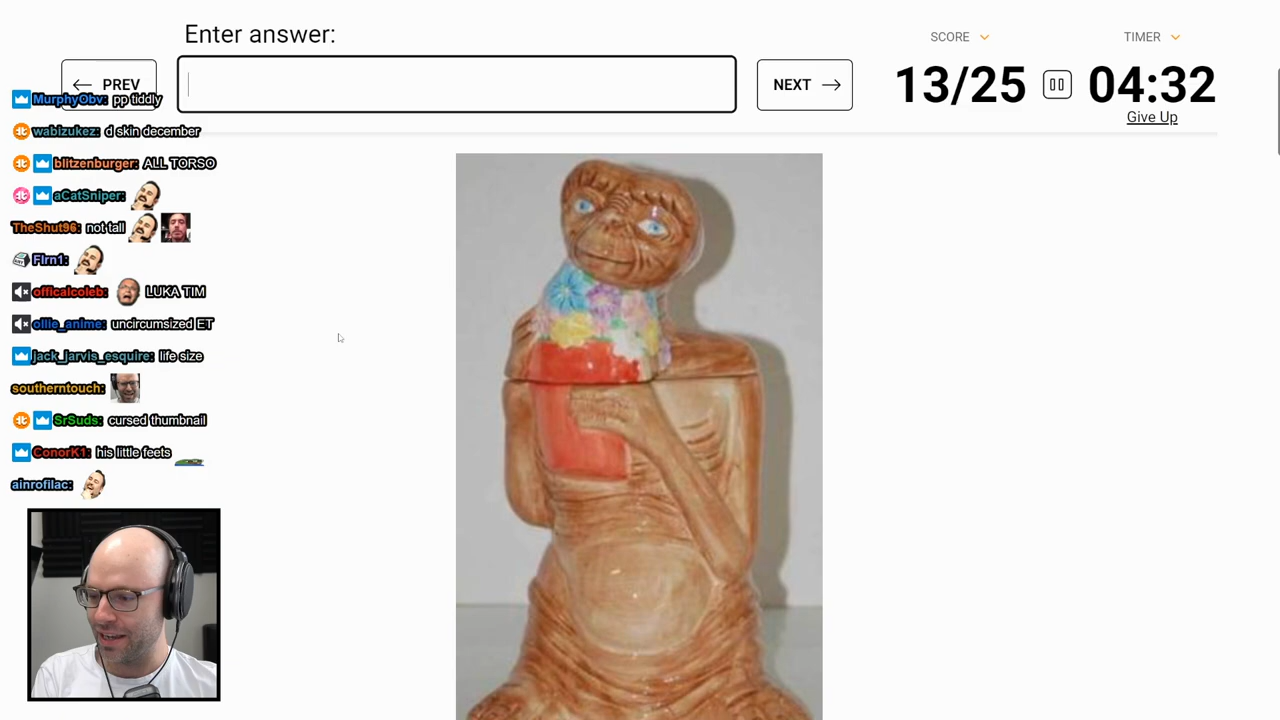 Enter answer:
PREV
NEXT
SCORE
13/25
TIMER
04:32
Give Up
MurphyObv: pp tiddly
wabizukez: d skin december
blitzenburger: ALL TORSO
aCatSniper:
TheShut96: not tall
Flrn1:
officalcoleb: LUKA TIM
ollie_anime: uncircumsized ET
jack_jarvis_esquire: life size
southerntouch:
SrSuds: cursed thumbnail
ConorK1: his little feets
ainrofilac: